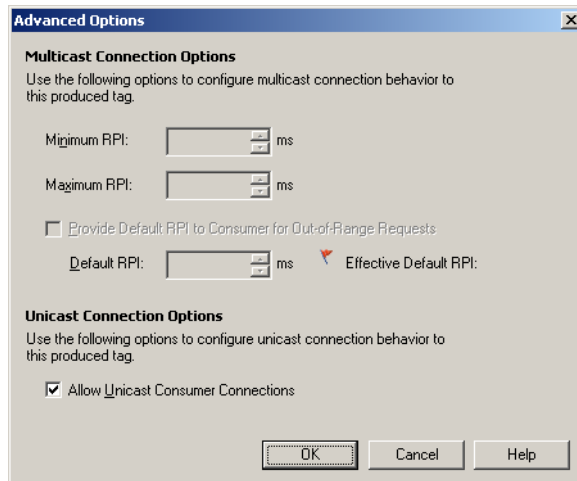 Advanced Options
Multicast Connection Options
Use the following options to configure multicast connection behavior to
this produced tag.
Minimum RPI: ms
Maximum RPI: ms
Provide Default RPI to Consumer for Out-of-Range Requests
Default RPI: ms Effective Default RPI:
Unicast Connection Options
Use the following options to configure unicast connection behavior to
this produced tag.
Allow Unicast Consumer Connections
OK Cancel Help